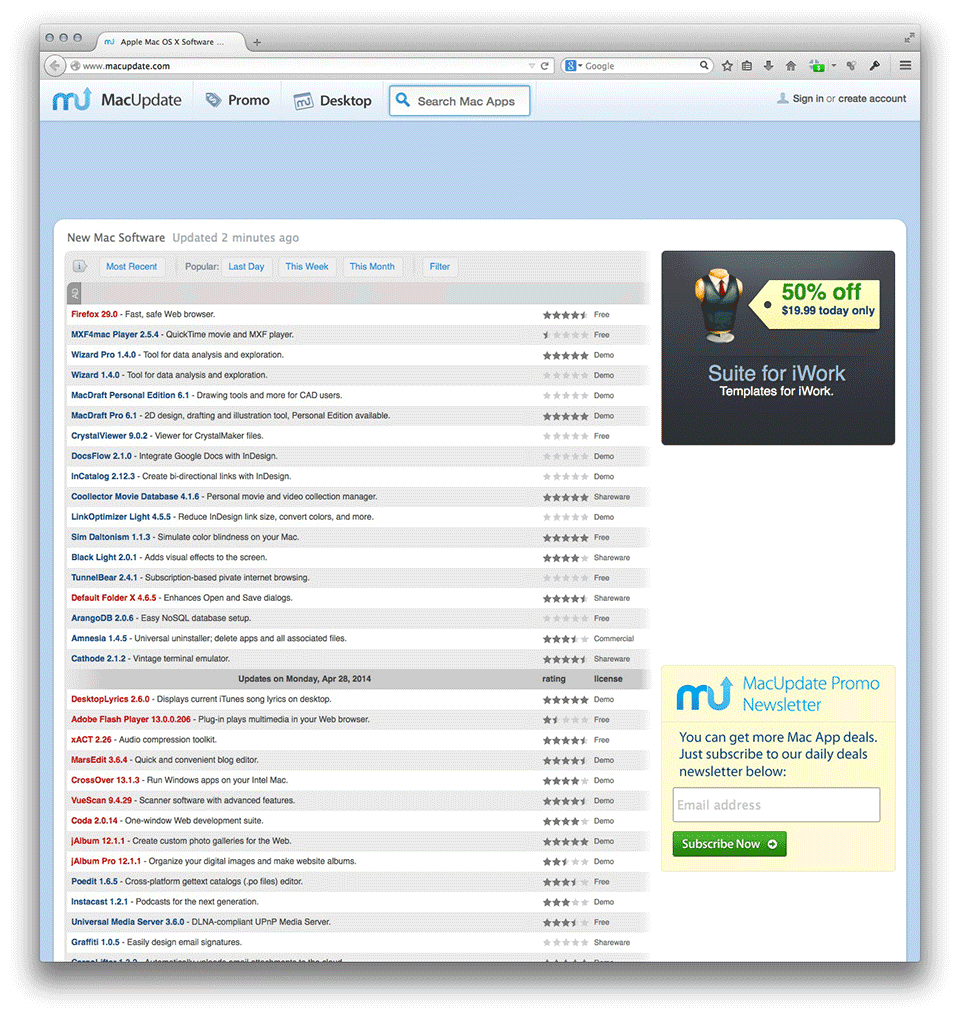 Apple Mac OS X Software ...
www.macupdate.com
Google
MacUpdate
Promo
Desktop
Search Mac Apps
Sign in or create account
New Mac Software Updated 2 minutes ago
Most Recent Popular: Last Day This Week This Month Filter
AD
Firefox 29.0 - Fast, safe Web browser. Free
MXF4mac Player 2.5.4 - QuickTime movie and MXF player. Free
Wizard Pro 1.4.0 - Tool for data analysis and exploration. Demo
Wizard 1.4.0 - Tool for data analysis and exploration. Demo
MacDraft Personal Edition 6.1 - Drawing tools and more for CAD users. Demo
MacDraft Pro 6.1 - 2D design, drafting and illustration tool, Personal Edition available. Demo
CrystalViewer 9.0.2 - Viewer for CrystalMaker files. Free
DocsFlow 2.1.0 - Integrate Google Docs with InDesign. Demo
InCatalog 2.12.3 - Create bi-directional links with InDesign. Demo
Coollector Movie Database 4.1.6 - Personal movie and video collection manager. Shareware
LinkOptimizer Light 4.5.5 - Reduce InDesign link size, convert colors, and more. Demo
Sim Daltonism 1.1.3 - Simulate color blindness on your Mac. Free
Black Light 2.0.1 - Adds visual effects to the screen. Shareware
TunnelBear 2.4.1 - Subscription-based pivate internet browsing. Free
Default Folder X 4.6.5 - Enhances Open and Save dialogs. Shareware
ArangoDB 2.0.6 - Easy NoSQL database setup. Free
Amnesia 1.4.5 - Universal uninstaller; delete apps and all associated files. Commercial
Cathode 2.1.2 - Vintage terminal emulator. Shareware
Updates on Monday, Apr 28, 2014 rating license
DesktopLyrics 2.6.0 - Displays current iTunes song lyrics on desktop. Demo
Adobe Flash Player 13.0.0.206 - Plug-in plays multimedia in your Web browser. Free
xACT 2.26 - Audio compression toolkit. Free
MarsEdit 3.6.4 - Quick and convenient blog editor. Demo
CrossOver 13.1.3 - Run Windows apps on your Intel Mac. Demo
VueScan 9.4.29 - Scanner software with advanced features. Demo
Coda 2.0.14 - One-window Web development suite. Demo
jAlbum 12.1.1 - Create custom photo galleries for the Web. Demo
jAlbum Pro 12.1.1 - Organize your digital images and make website albums. Demo
Poedit 1.6.5 - Cross-platform gettext catalogs (.po files) editor. Free
Instacast 1.2.1 - Podcasts for the next generation. Demo
Universal Media Server 3.6.0 - DLNA-compliant UPnP Media Server. Free
Graffiti 1.0.5 - Easily design email signatures. Shareware
50% off
$19.99 today only
Suite for iWork
Templates for iWork.
MacUpdate Promo
Newsletter
You can get more Mac App deals.
Just subscribe to our daily deals
newsletter below:
Email address
Subscribe Now